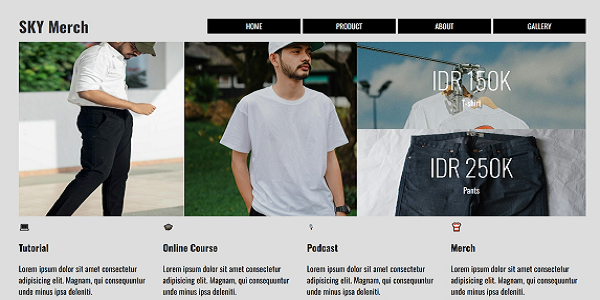 SKY Merch
HOME
PRODUCT
ABOUT
GALLERY
IDR 150K
T-shirt
IDR 250K
Pants
Tutorial
Lorem ipsum dolor sit amet consectetur
adipisicing elit. Magnam, qui consequuntur
unde minus ipsa deleniti.
Online Course
Lorem ipsum dolor sit amet consectetur
adipisicing elit. Magnam, qui consequuntur
unde minus ipsa deleniti.
Podcast
Lorem ipsum dolor sit amet consectetur
adipisicing elit. Magnam, qui consequuntur
unde minus ipsa deleniti.
Merch
Lorem ipsum dolor sit amet consectetur
adipisicing elit. Magnam, qui consequuntur
unde minus ipsa deleniti.